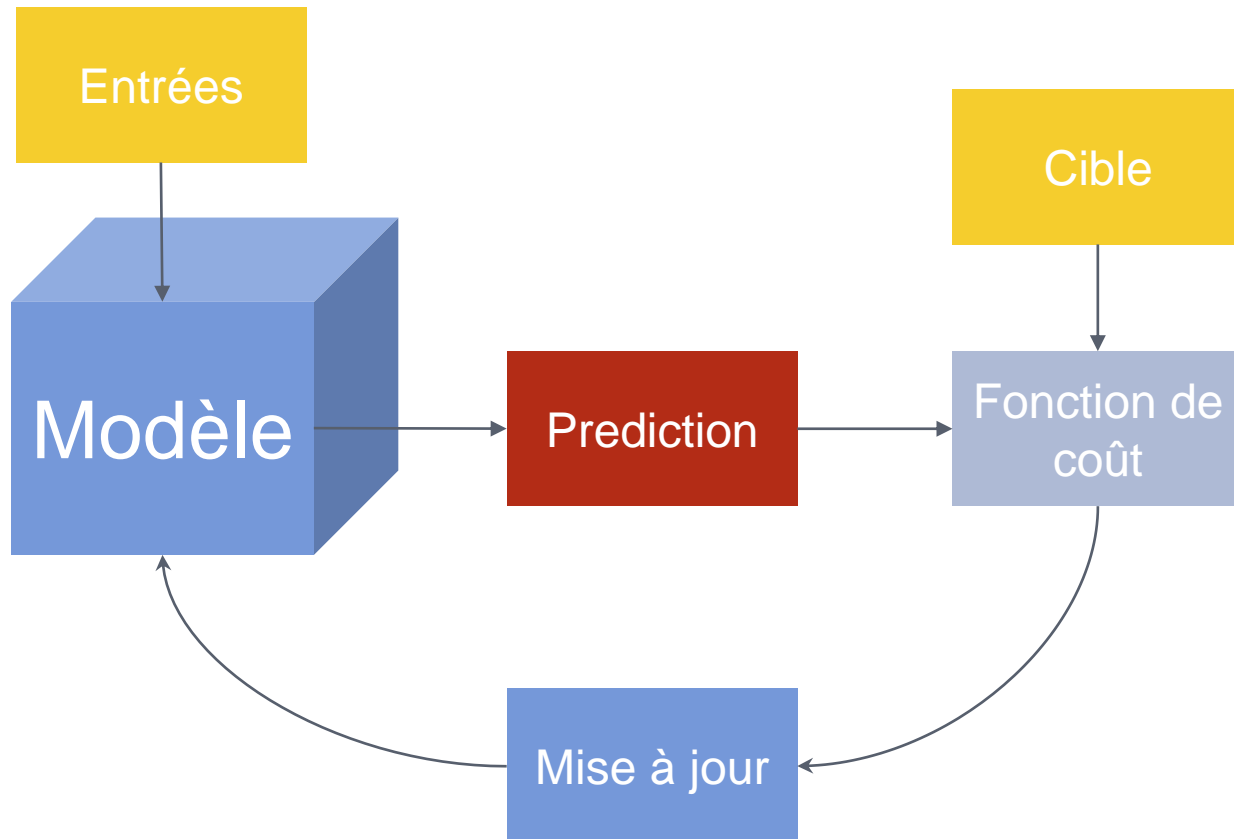 Entrées
Cible
Modèle
Prediction
Fonction de
coût
Mise à jour